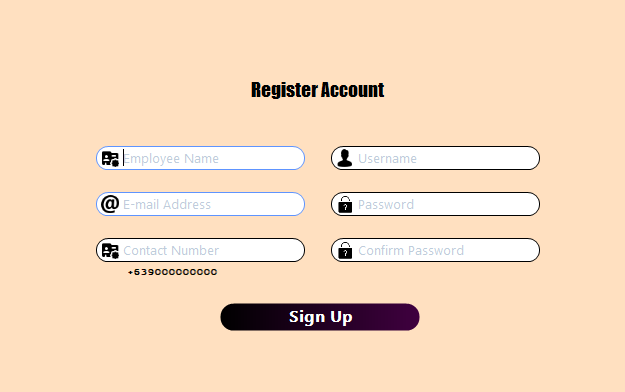 Register Account
Employee Name
Username
@ E-mail Address
Password
Contact Number
Confirm Password
+639000000000
Sign Up